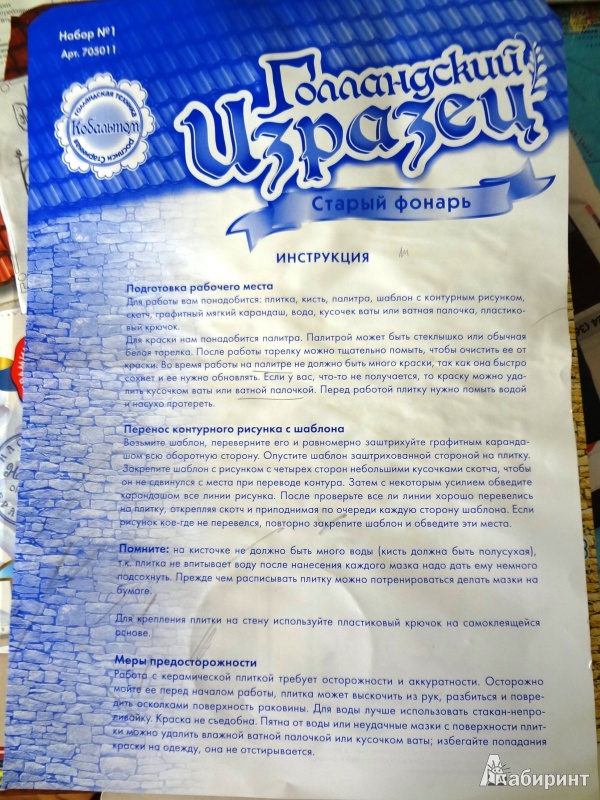 Набор №1
Арт. 705011
Голландская техника
Кобальтом
росписи Старинная
Голландский
Изразец
Старый фонарь
ИНСТРУКЦИЯ
Подготовка рабочего места
Для работы вам понадобится: плитка, кисть, палитра, шаблон с контурным рисунком,
скотч, графитный мягкий карандаш, вода, кусочек ваты или ватная палочка, пластико-
вый крючок.
Для краски нам понадобится палитра. Палитрой может быть стеклышко или обычная
белая тарелка. После работы тарелку можно тщательно помыть, чтобы очистить ее от
краски. Во время работы на палитре не должно быть много краски, так как она быстро
сохнет и ее нужно обновлять. Если у вас, что-то не получается, то краску можно уда-
лить кусочком ваты или ватной палочкой. Перед работой плитку нужно помыть водой
и насухо протереть.
Перенос контурного рисунка с шаблона
Возьмите шаблон, переверните его и равномерно заштрихуйте графитным каранда-
шом всю оборотную сторону. Опустите шаблон заштрихованной стороной на плитку.
Закрепите шаблон с рисунком с четырех сторон небольшими кусочками скотча, чтобы
он не сдвинулся с места при переводе контура. Затем с некоторым усилием обведите
карандашом все линии рисунка. После проверьте все ли линии хорошо перевелись
на плитку, открепляя скотч и приподнимая по очереди каждую сторону шаблона. Если
рисунок кое-где не перевелся, повторно закрепите шаблон и обведите эти места.
Помните: на кисточке не должно быть много воды (кисть должна быть полусухая),
т.к. плитка не впитывает воду после нанесения каждого мазка надо дать ему немного
подсохнуть. Прежде чем расписывать плитку можно потренироваться делать мазки на
бумаге.
Для крепления плитки на стену используйте пластиковый крючок на самоклеящейся
основе.
Меры предосторожности
Работа с керамической плиткой требует осторожности и аккуратности. Осторожно
мойте ее перед началом работы, плитка может выскочить из рук, разбиться и повре-
дить осколками поверхность раковины. Для воды лучше использовать стакан-непро-
ливайку. Краска не съедобна. Пятна от воды или неудачные мазки с поверхности плит-
ки можно удалить влажной ватной палочкой или кусочком ваты; избегайте попадания
краски на одежду, она не отстирывается.
Лабиринт